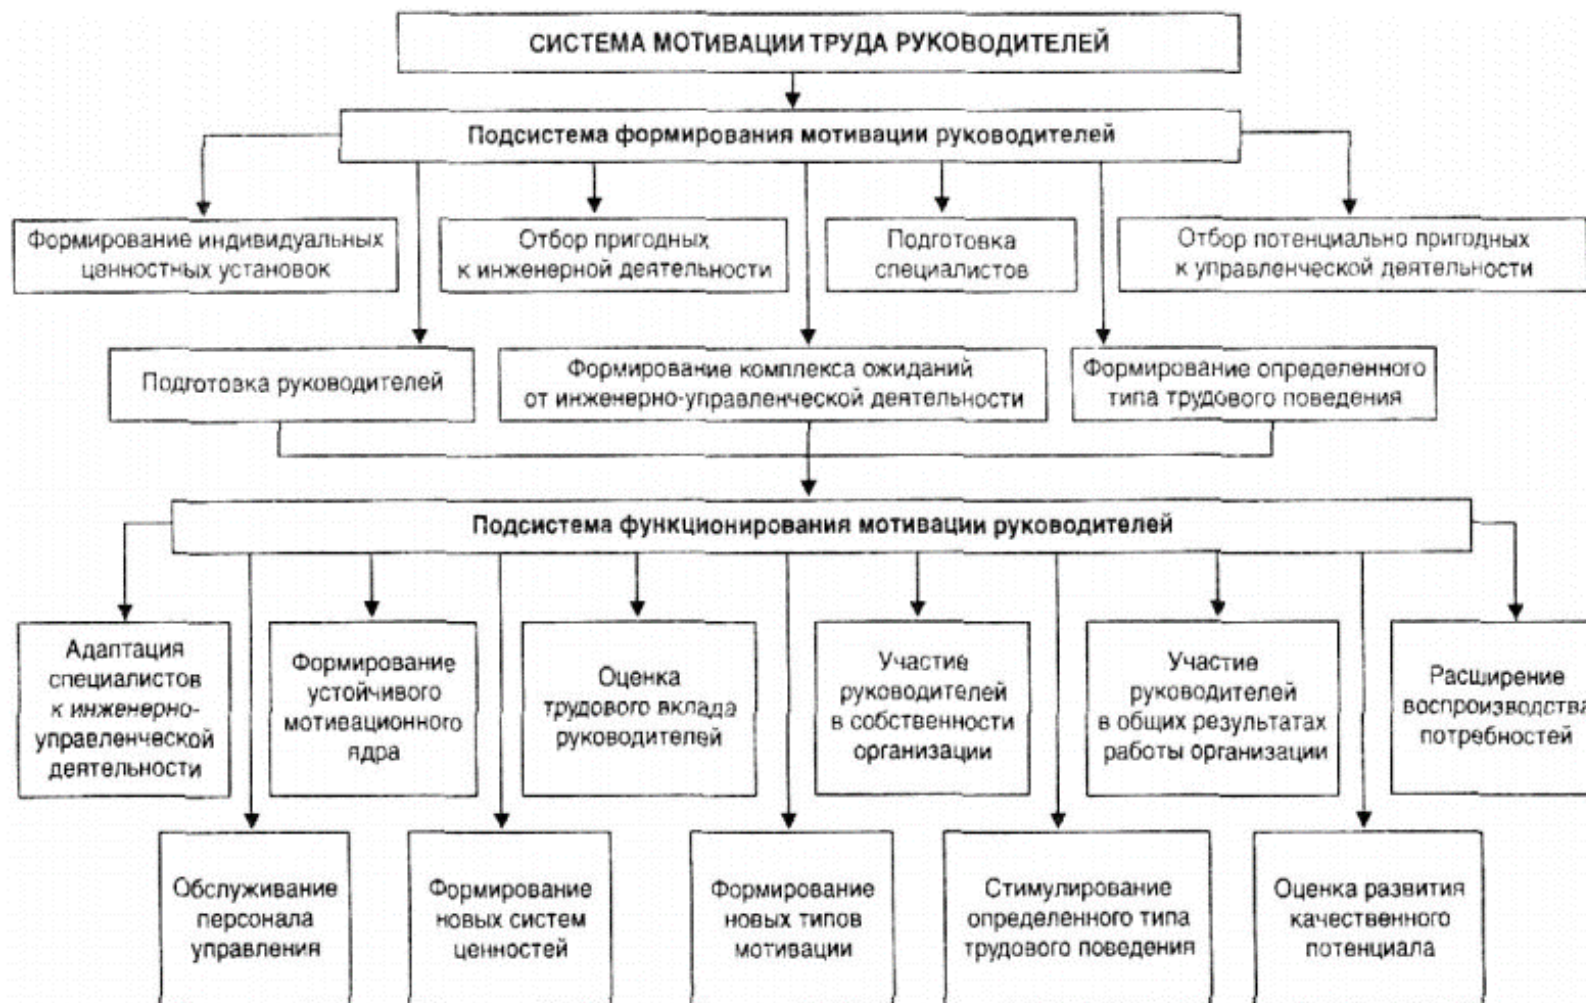 СИСТЕМА МОТИВАЦИИ ТРУДА РУКОВОДИТЕЛЕЙ
Подсистема формирования мотивации руководителей
Формирование индивидуальных
ценностных установок
Отбор пригодных
к инженерной деятельности
Подготовка
специалистов
Отбор потенциально пригодных
к управленческой деятельности
Подготовка руководителей
Формирование комплекса ожиданий
от инженерно-управленческой деятельности
Формирование определенного
типа трудового поведения
Подсистема функционирования мотивации руководителей
Адаптация
специалистов
к инженерно-
управленческой
деятельности
Формирование
устойчивого
мотивационного
ядра
Оценка
трудового вклада
руководителей
Участие
руководителей
в собственности
организации
Участие
руководителей
в общих результатах
работы организации
Расширение
воспроизводства
потребностей
Обслуживание
персонала
управления
Формирование
новых систем
ценностей
Формирование
новых типов
мотивации
Стимулирование
определенного типа
трудового поведения
Оценка развития
качественного
потенциала